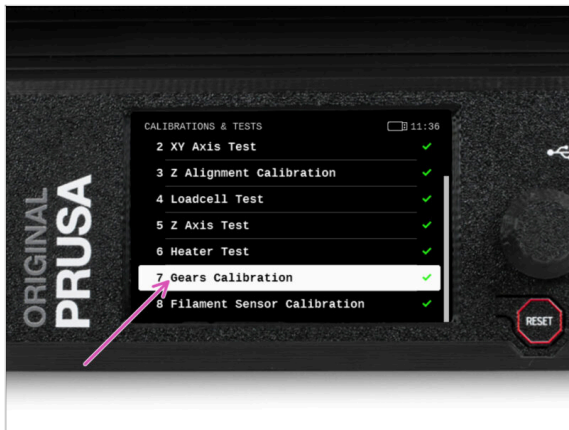 ORIGINAL
PRUSA
CALIBRATIONS & TESTS 11:36
2 XY Axis Test
3 Z Alignment Calibration
4 Loadcell Test
5 Z Axis Test
6 Heater Test
7 Gears Calibration
8 Filament Sensor Calibration
RESET